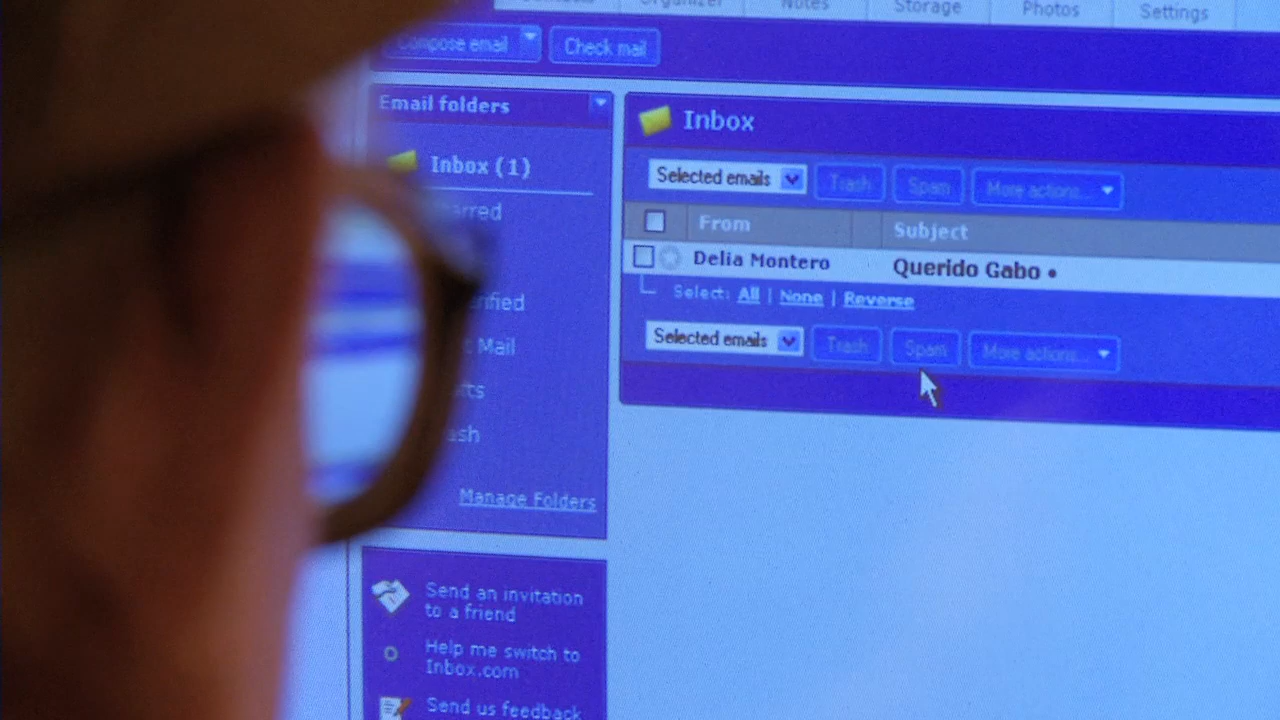 Organizer Notes Storage Photos Settings
Compose email Check mail
Email folders
Inbox (1)
Manage Folders
Send an invitation
to a friend
Help me switch to
Inbox.com
Send us feedback
Inbox
Selected emails Trash Spam More actions...
From Subject
Delia Montero Querido Gabo •
Select: All | None | Reverse
Selected emails Trash Spam More actions...